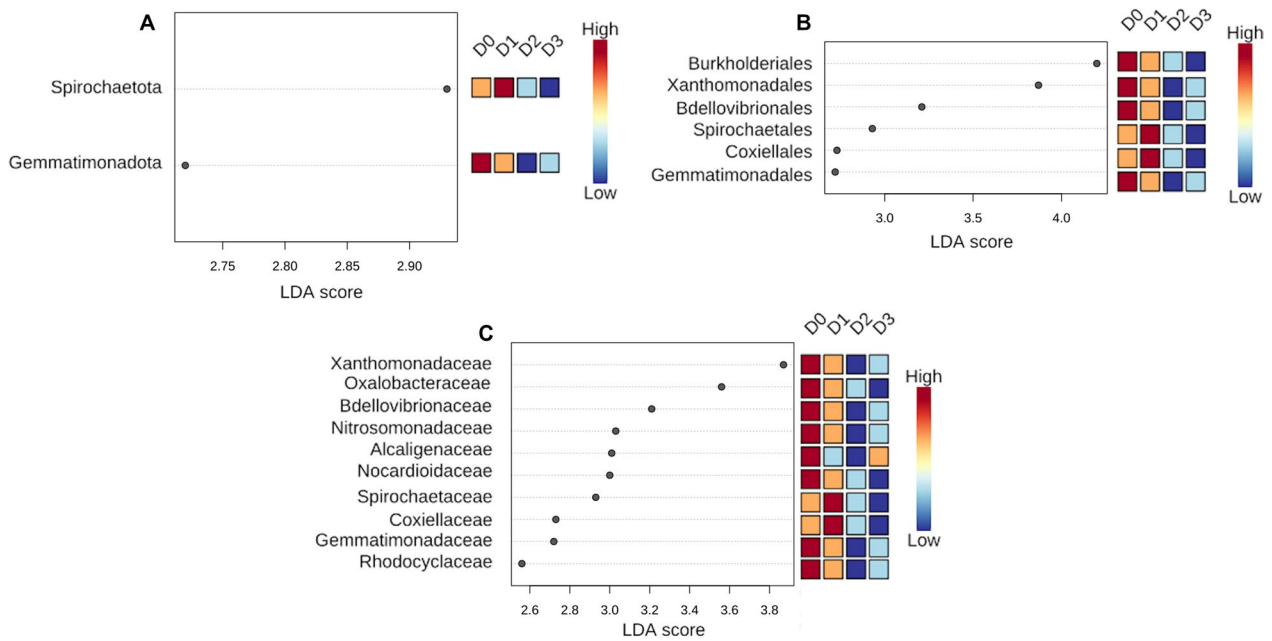 A
D0 D1 D2 D3
High
Spirochaetota
Gemmatimonadota
Low
2.75 2.80 2.85 2.90
LDA score
B
D0 D1 D2 D3
High
Burkholderiales
Xanthomonadales
Bdellovibrionales
Spirochaetales
Coxiellales
Gemmatimonadales
Low
3.0 3.5 4.0
LDA score
C
D0 D1 D2 D3
Xanthomonadaceae
High
Oxalobacteraceae
Bdellovibrionaceae
Nitrosomonadaceae
Alcaligenaceae
Nocardioidaceae
Spirochaetaceae
Coxiellaceae
Gemmatimonadaceae
Low
Rhodocyclaceae
2.6 2.8 3.0 3.2 3.4 3.6 3.8
LDA score